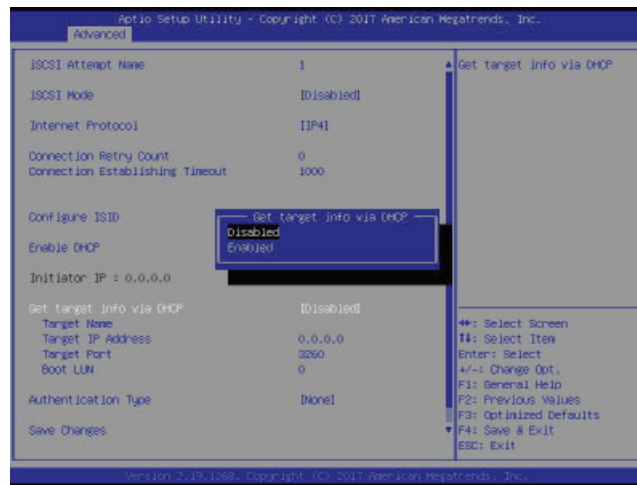 Aptio Setup Utility - Copyright (C) 2017 American Megatrends, Inc.
Advanced
iSCSI Attempt Name 1
iSCSI Mode [Disabled]
Internet Protocol [IP4]
Connection Retry Count 0
Connection Establishing Timeout 1000
Configure ISID
Enable DHCP
Initiator IP : 0.0.0.0
Get target info via DHCP [Disabled]
Target Name
Target IP Address 0.0.0.0
Target Port 3260
Boot LUN 0
Authentication Type [None]
Save Changes
Get target info via DHCP
Disabled
Enabled
Get target info via DHCP
↔: Select Screen
↑↓: Select Item
Enter: Select
+/-: Change Opt.
F1: General Help
F2: Previous Values
F3: Optimized Defaults
F4: Save & Exit
ESC: Exit
Version 2.19.1268. Copyright (C) 2017 American Megatrends, Inc.